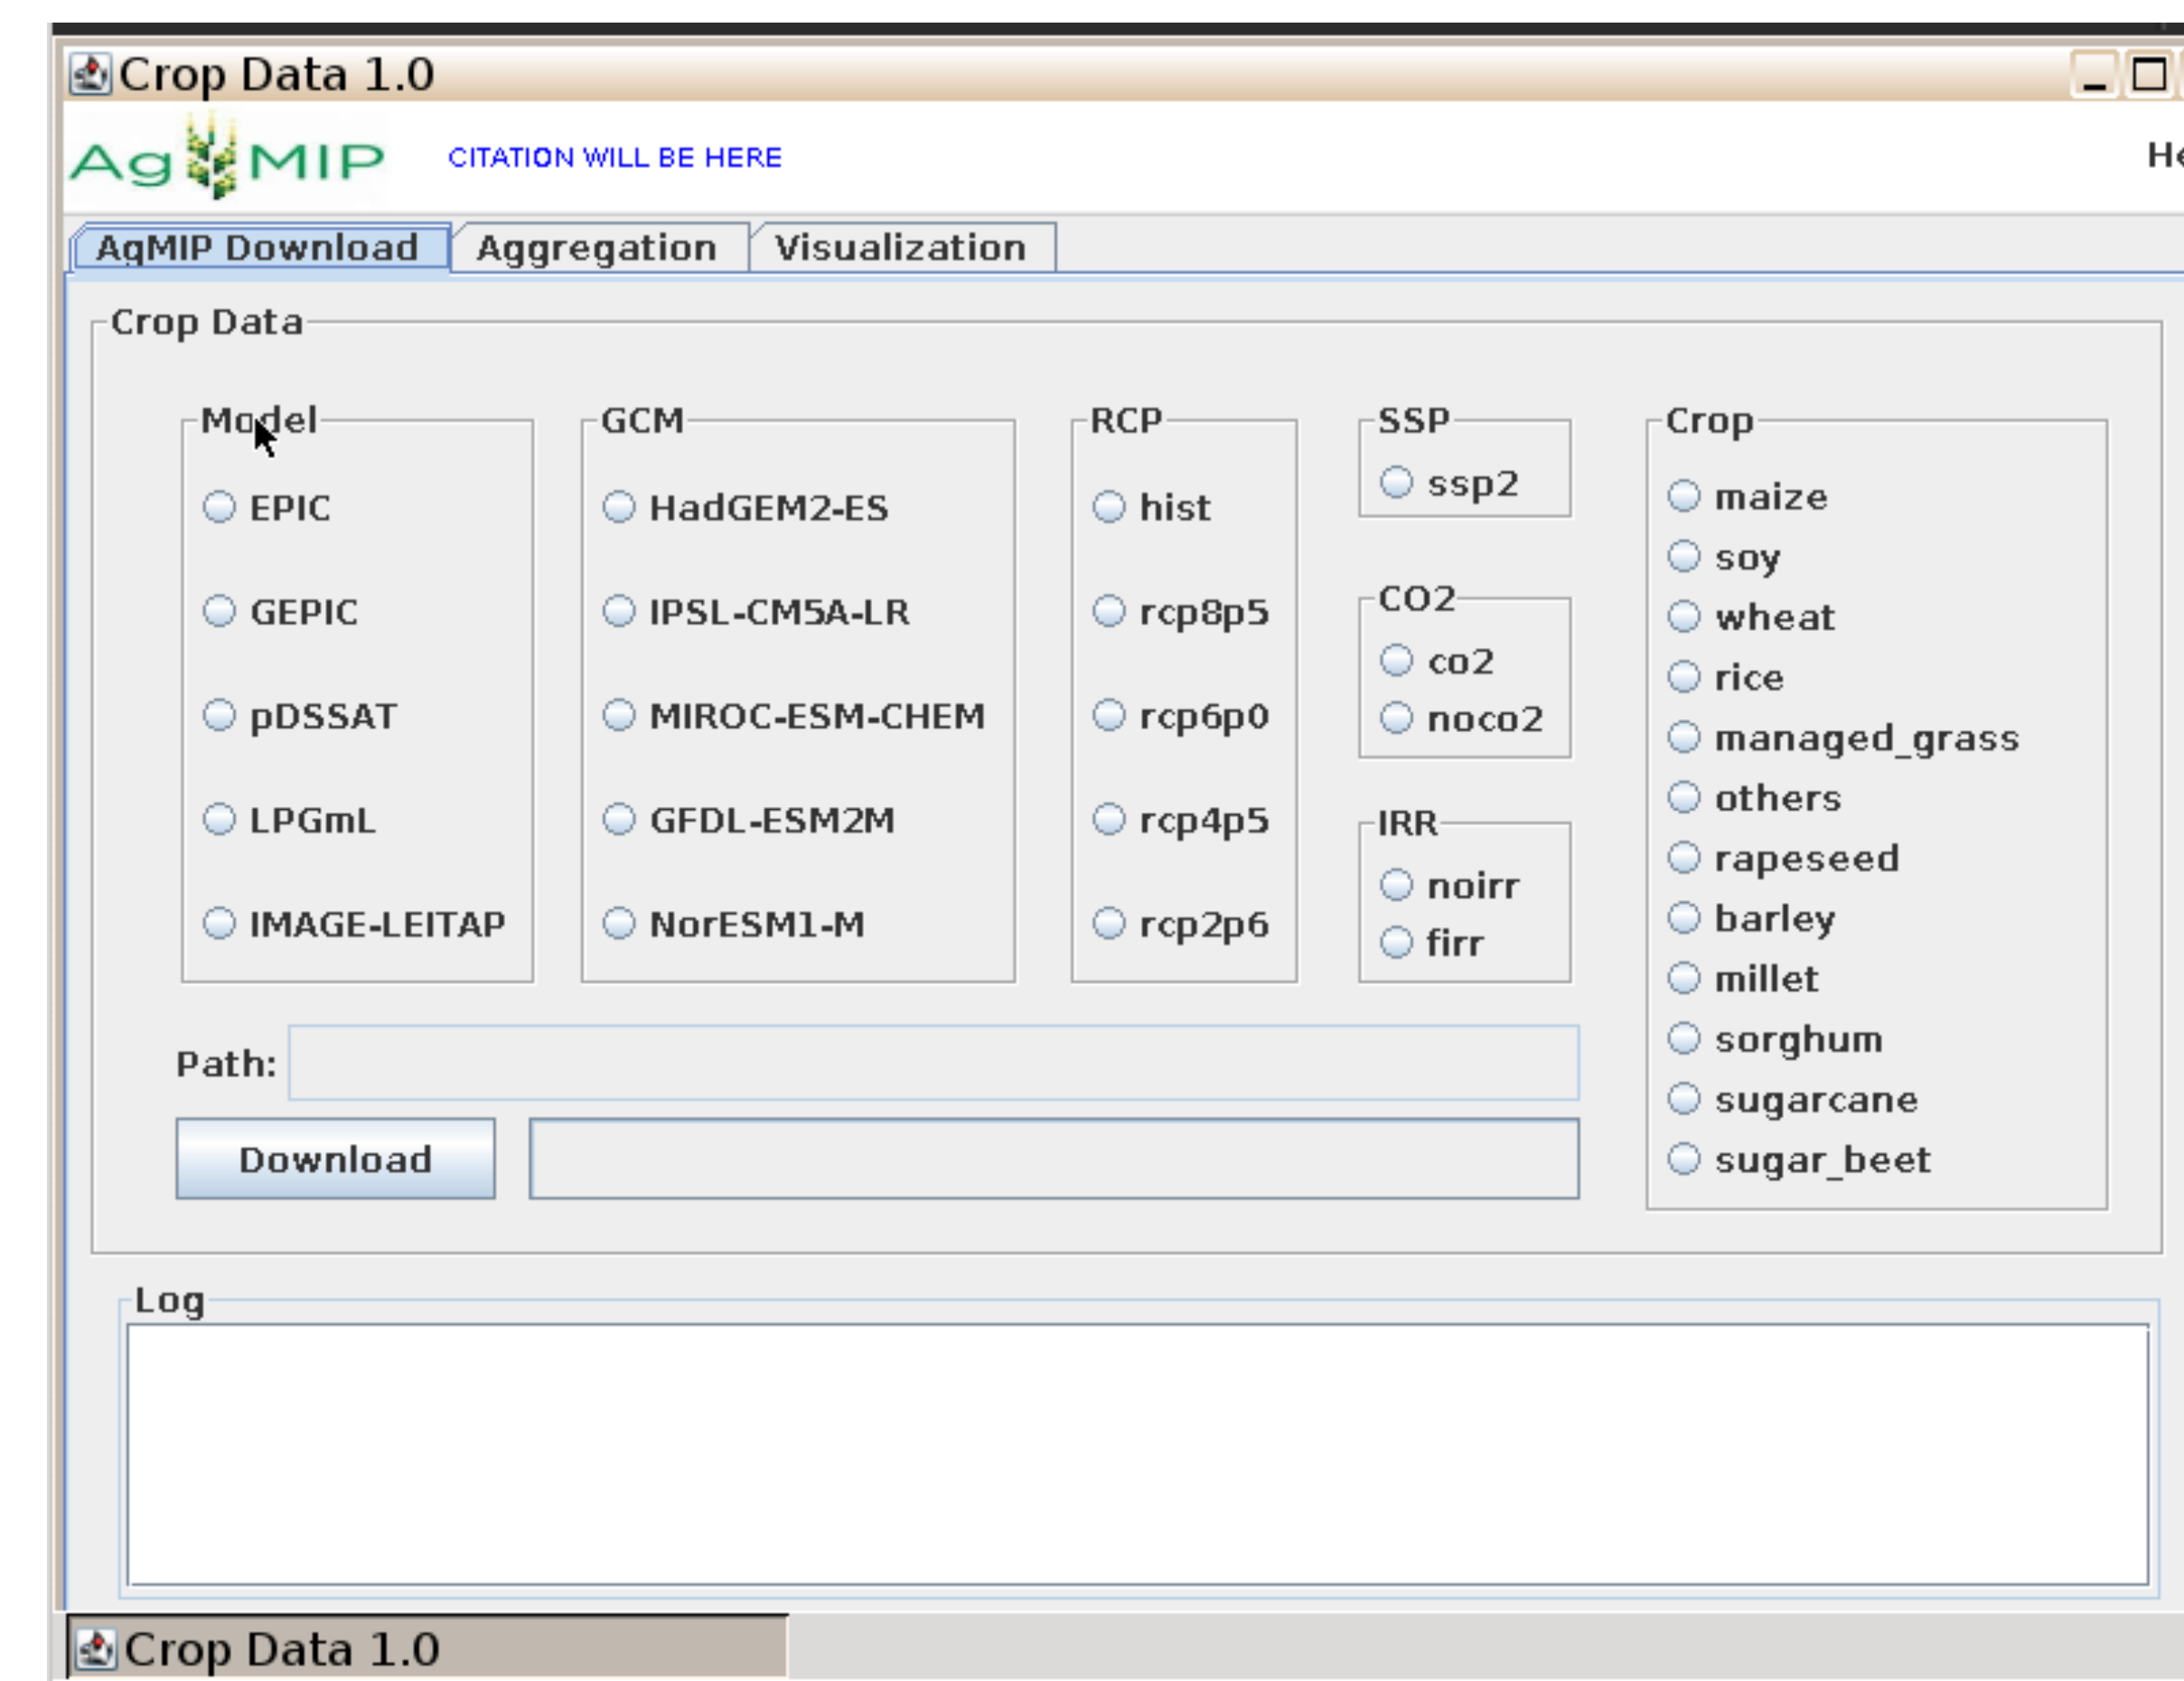 Crop Data 1.0
AgMIP
CITATION WILL BE HERE
AgMIP Download
Aggregation
Visualization
Crop Data
Model
EPIC
GEPIC
pDSSAT
LPGmL
IMAGE-LEITAP
GCM
HadGEM2-ES
IPSL-CM5A-LR
MIROC-ESM-CHEM
GFDL-ESM2M
NorESM1-M
RCP
hist
rcp8p5
rcp6p0
rcp4p5
rcp2p6
SSP
ssp2
CO2
co2
noco2
IRR
noirr
firr
Crop
maize
soy
wheat
rice
managed_grass
others
rapeseed
barley
millet
sorghum
sugarcane
sugar_beet
Path:
Download
Log
Crop Data 1.0